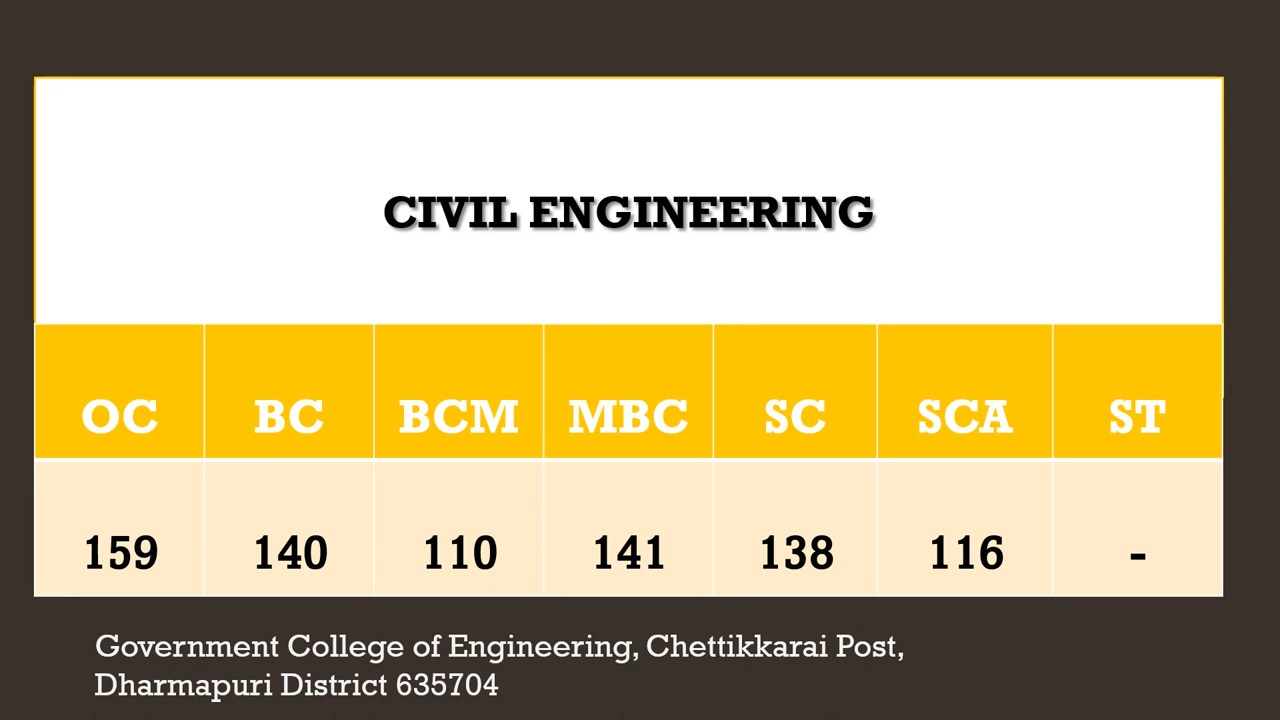 CIVIL ENGINEERING
OC BC BCM MBC SC SCA ST
159 140 110 141 138 116 -
Government College of Engineering, Chettikkarai Post,
Dharmapuri District 635704